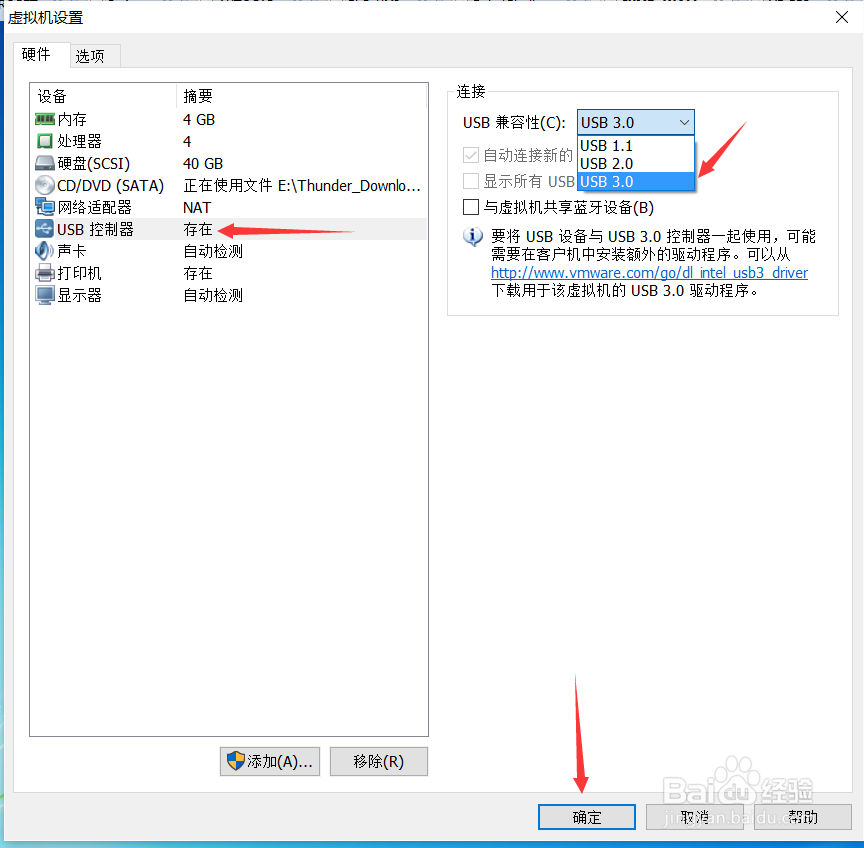 虚拟机设置
硬件 选项
设备 摘要
内存 4 GB
处理器 4
硬盘(SCSI) 40 GB
CD/DVD (SATA) 正在使用文件 E:\Thunder_Downlo...
网络适配器 NAT
USB 控制器 存在
声卡 自动检测
打印机 存在
显示器 自动检测
添加(A)... 移除(R)
连接
USB 兼容性(C): USB 3.0
USB 1.1
USB 2.0
USB 3.0
自动连接新的
显示所有 USB
与虚拟机共享蓝牙设备(B)
要将 USB 设备与 USB 3.0 控制器一起使用，可能
需要在客户机中安装额外的驱动程序。可以从
http://www.vmware.com/go/dl_intel_usb3_driver
下载用于该虚拟机的 USB 3.0 驱动程序。
确定 取消 帮助
Baidu 经验